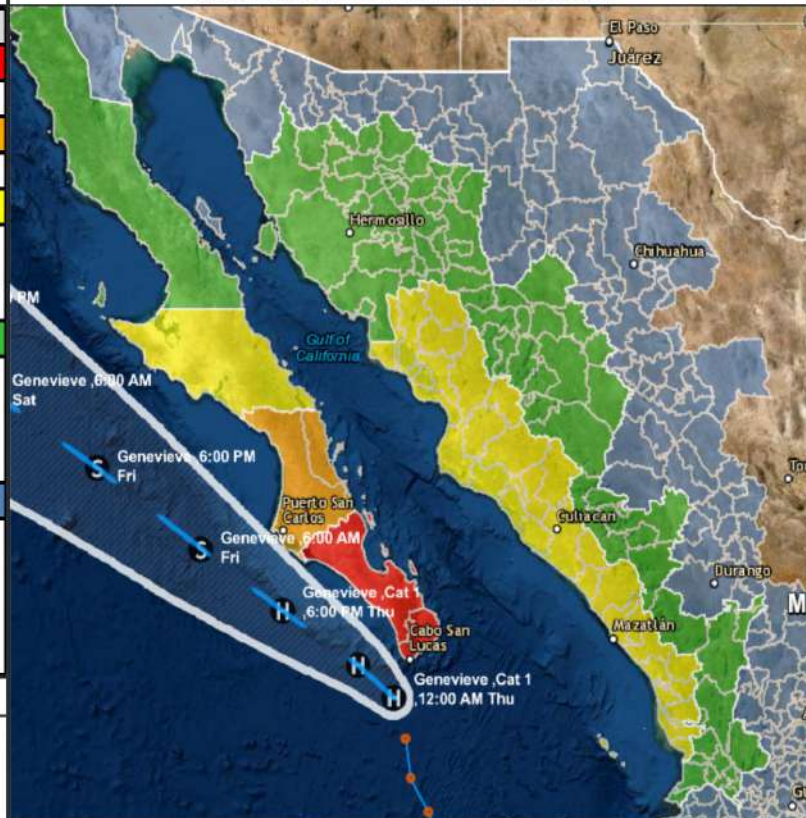 El Paso
Juárez
Hermosillo
Chihuahua
PM
Gulf of
California
Genevieve ,6:00 AM
Sat
Genevieve ,6:00 PM
Fri
S
Puerto San
Carlos
Culiacan
Genevieve ,6:00 AM
Fri
S
Durango
Genevieve ,Cat 1
,6:00 PM Thu
H
M
Cabo San
Lucas
Mazatlán
H
Genevieve ,Cat 1
,12:00 AM Thu
H